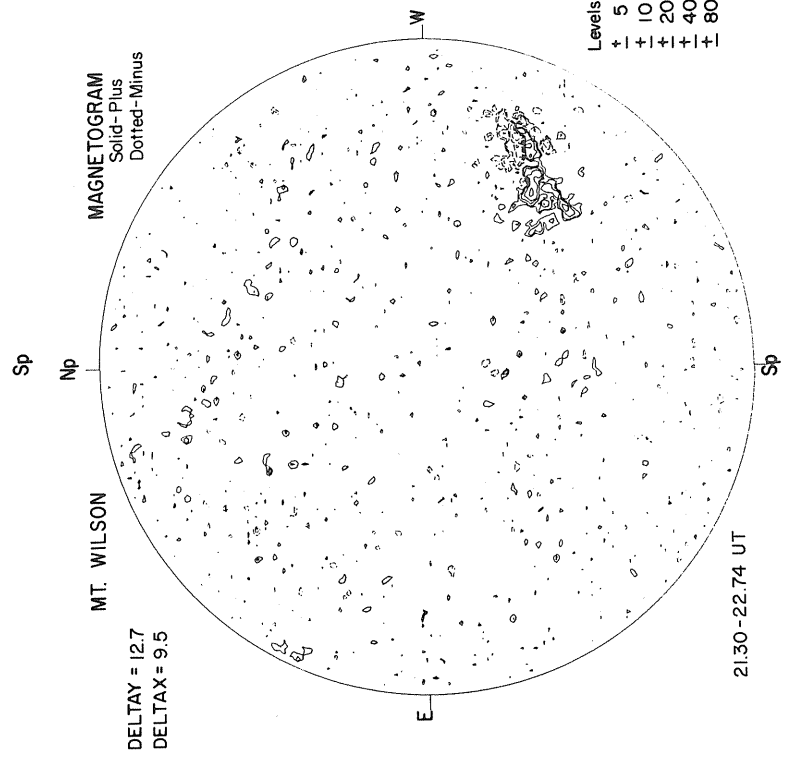 MAGNETOGRAM
Solid-Plus
Dotted-Minus
W
Levels
± 5
± 10
± 20
± 40
± 80
Sp
Np
Sp
MT. WILSON
DELTAY = 12.7
DELTAX = 9.5
E
21.30-22.74 UT